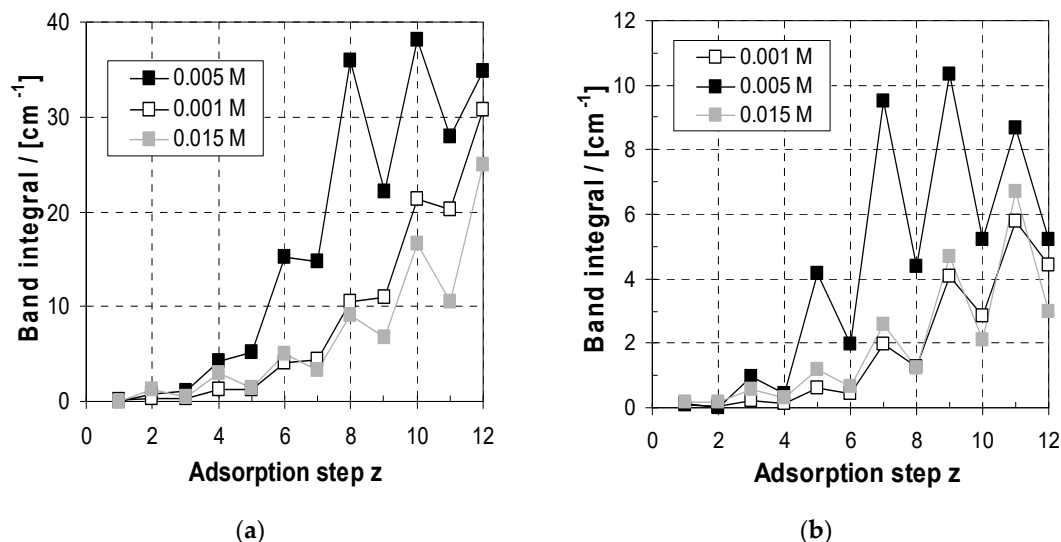 40
30
20
10
0
0 2 4 6 8 10 12
Band integral / [cm⁻¹]
Adsorption step z
0.005 M
0.001 M
0.015 M
(a)
12
10
8
6
4
2
0
0 2 4 6 8 10 12
Band integral / [cm⁻¹]
Adsorption step z
0.001 M
0.005 M
0.015 M
(b)